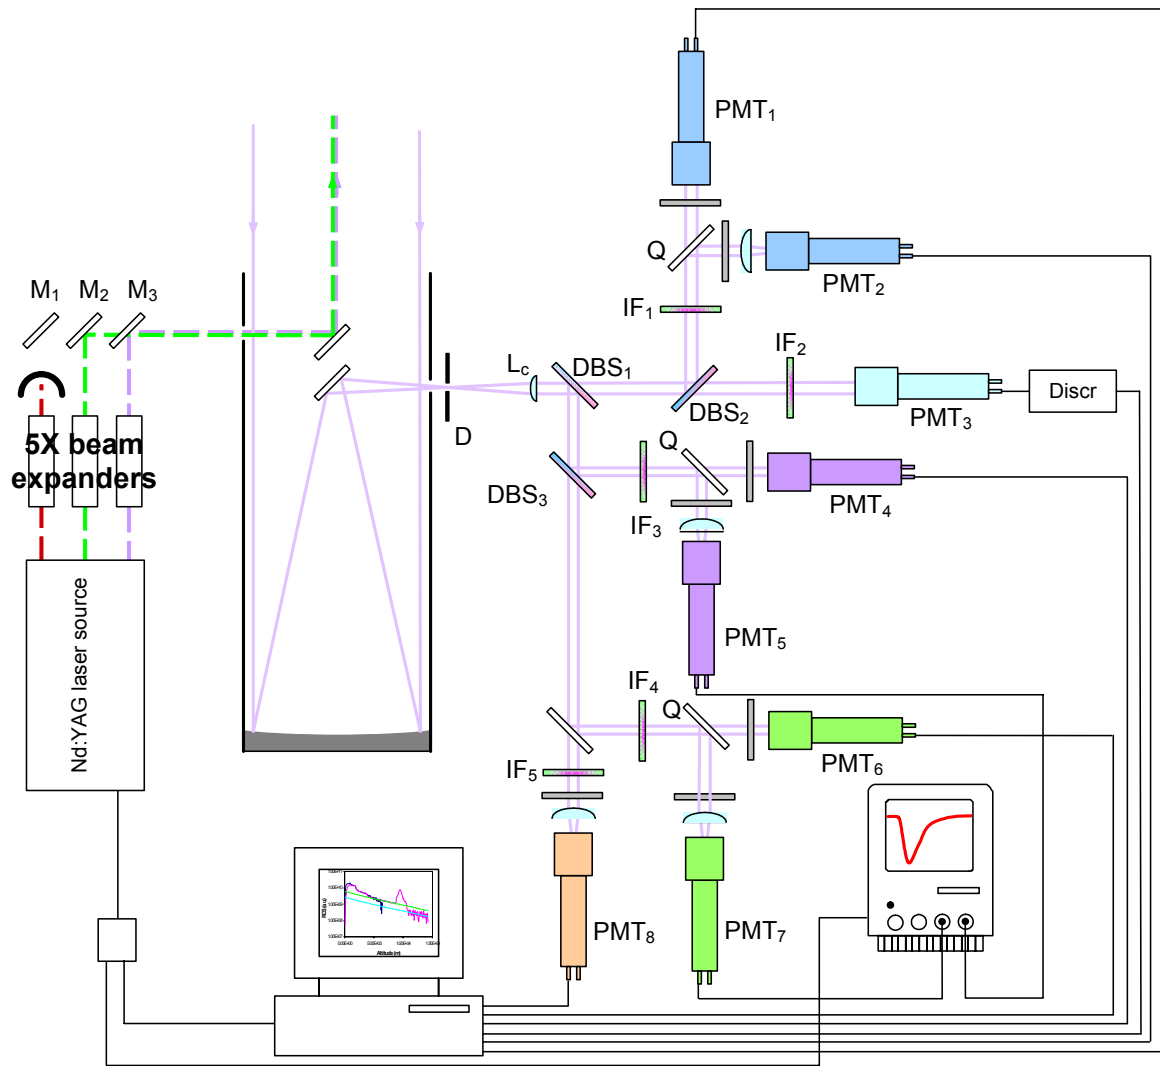 PMT1
Q
PMT2
M1 M2 M3
IF1
IF2
Lc
DBS1
DBS2
PMT3
Discr
D
5X beam
expanders
Q
DBS3
IF3
PMT4
Nd:YAG laser source
PMT5
IF4
Q
IF5
PMT6
PMT8
PMT7
Altitude (m)